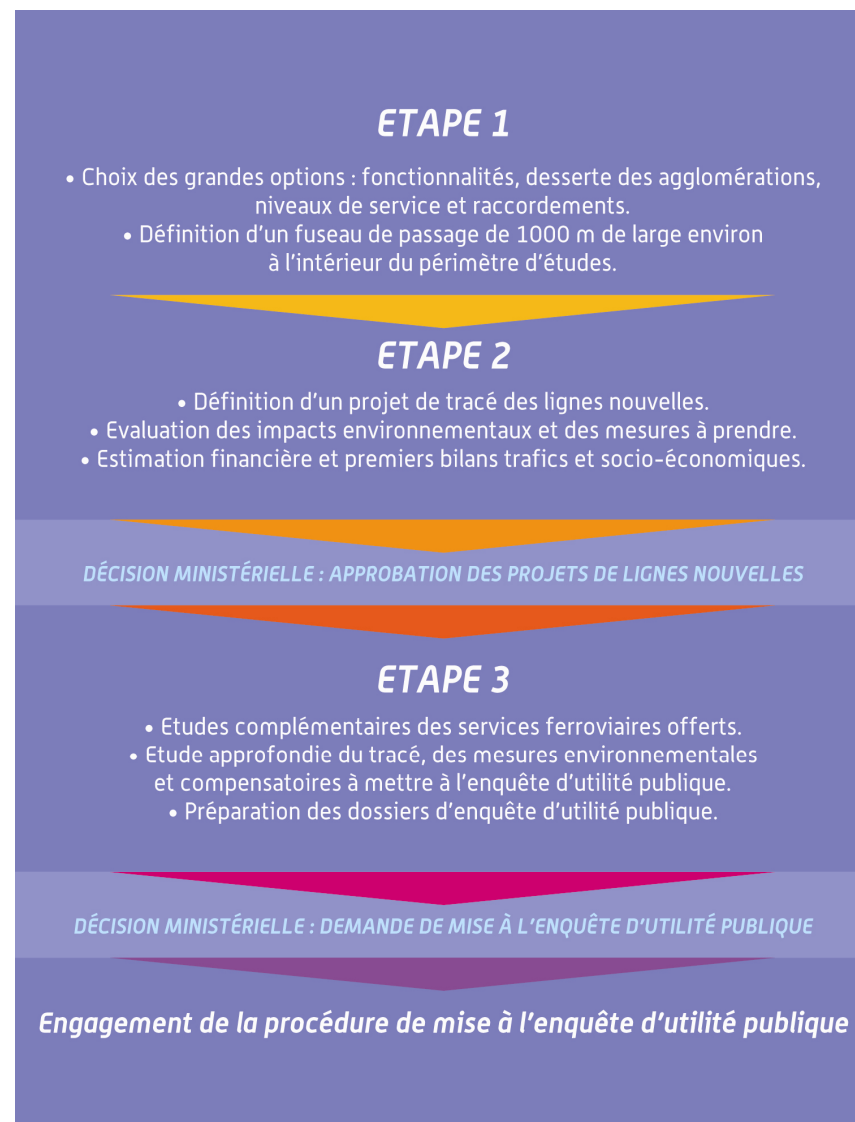 ETAPE 1
• Choix des grandes options : fonctionnalités, desserte des agglomérations,
niveaux de service et raccordements.
• Définition d'un fuseau de passage de 1000 m de large environ
à l'intérieur du périmètre d'études.
ETAPE 2
• Définition d'un projet de tracé des lignes nouvelles.
• Evaluation des impacts environnementaux et des mesures à prendre.
• Estimation financière et premiers bilans trafics et socio-économiques.
DÉCISION MINISTÉRIELLE : APPROBATION DES PROJETS DE LIGNES NOUVELLES
ETAPE 3
• Etudes complémentaires des services ferroviaires offerts.
• Etude approfondie du tracé, des mesures environnementales
et compensatoires à mettre à l'enquête d'utilité publique.
• Préparation des dossiers d'enquête d'utilité publique.
DÉCISION MINISTÉRIELLE : DEMANDE DE MISE À L'ENQUÊTE D'UTILITÉ PUBLIQUE
Engagement de la procédure de mise à l'enquête d'utilité publique